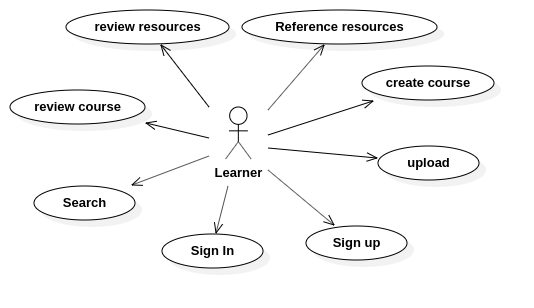 review resources
Reference resources
create course
review course
upload
Learner
Search
Sign In
Sign up